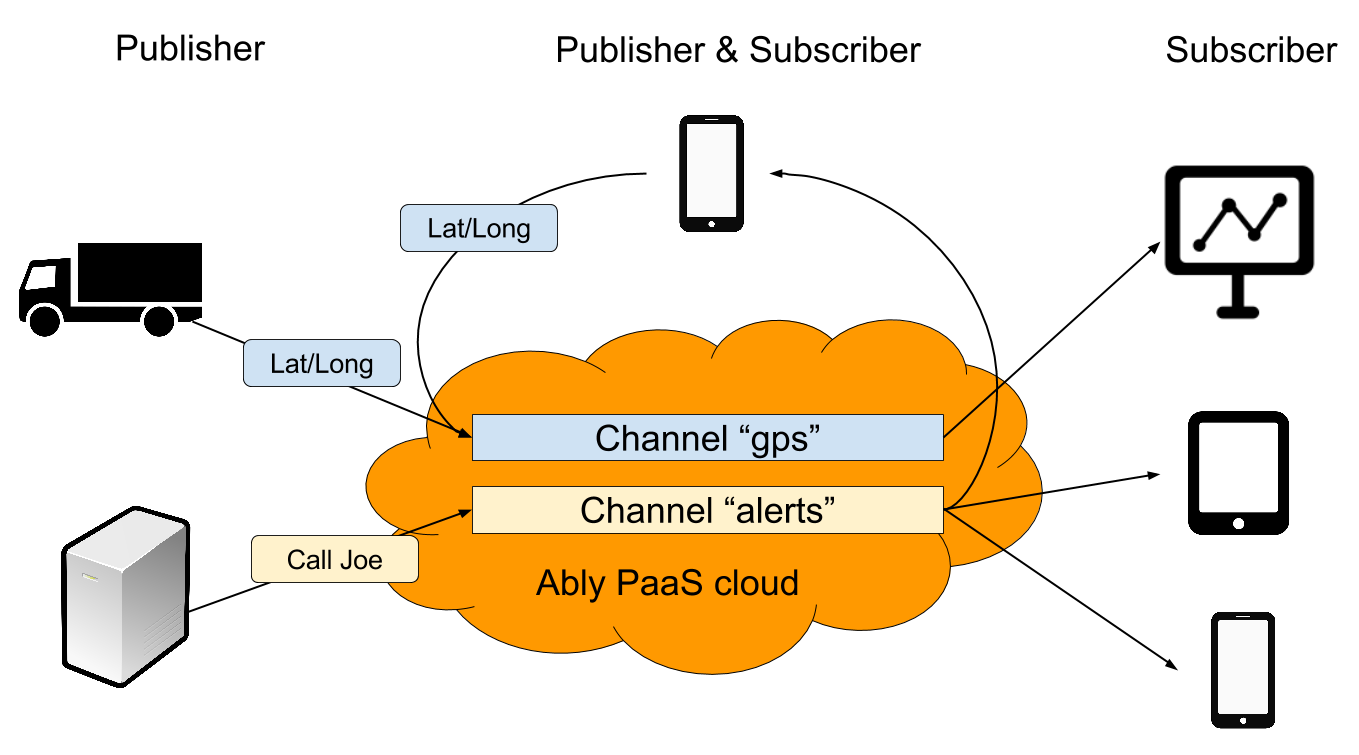 Publisher
Publisher & Subscriber
Subscriber
Lat/Long
Lat/Long
Channel “gps”
Channel “alerts”
Call Joe
Ably PaaS cloud